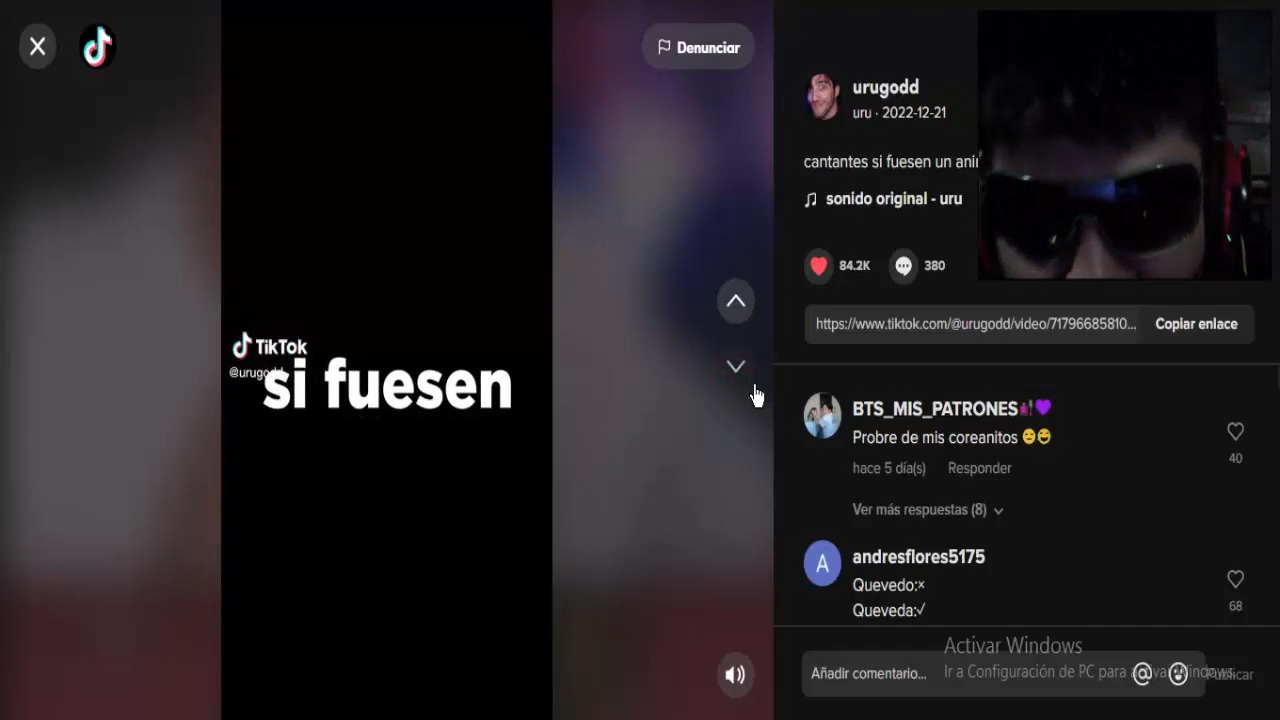 Denunciar
TikTok
@urugodd
si fuesen
urugodd
uru · 2022-12-21
cantantes si fuesen un
sonido original - uru
84.2K
380
https://www.tiktok.com/@urugodd/video/71796685810...
Copiar enlace
BTS_MIS_PATRONES
Probre de mis coreanitos
40
hace 5 día(s) Responder
Ver más respuestas (8)
A
andresflores5175
Quevedo:×
Queveda:✓
68
Activar Windows
Ir a Configuración de PC para activar Windows.
Añadir comentario...
Publicar